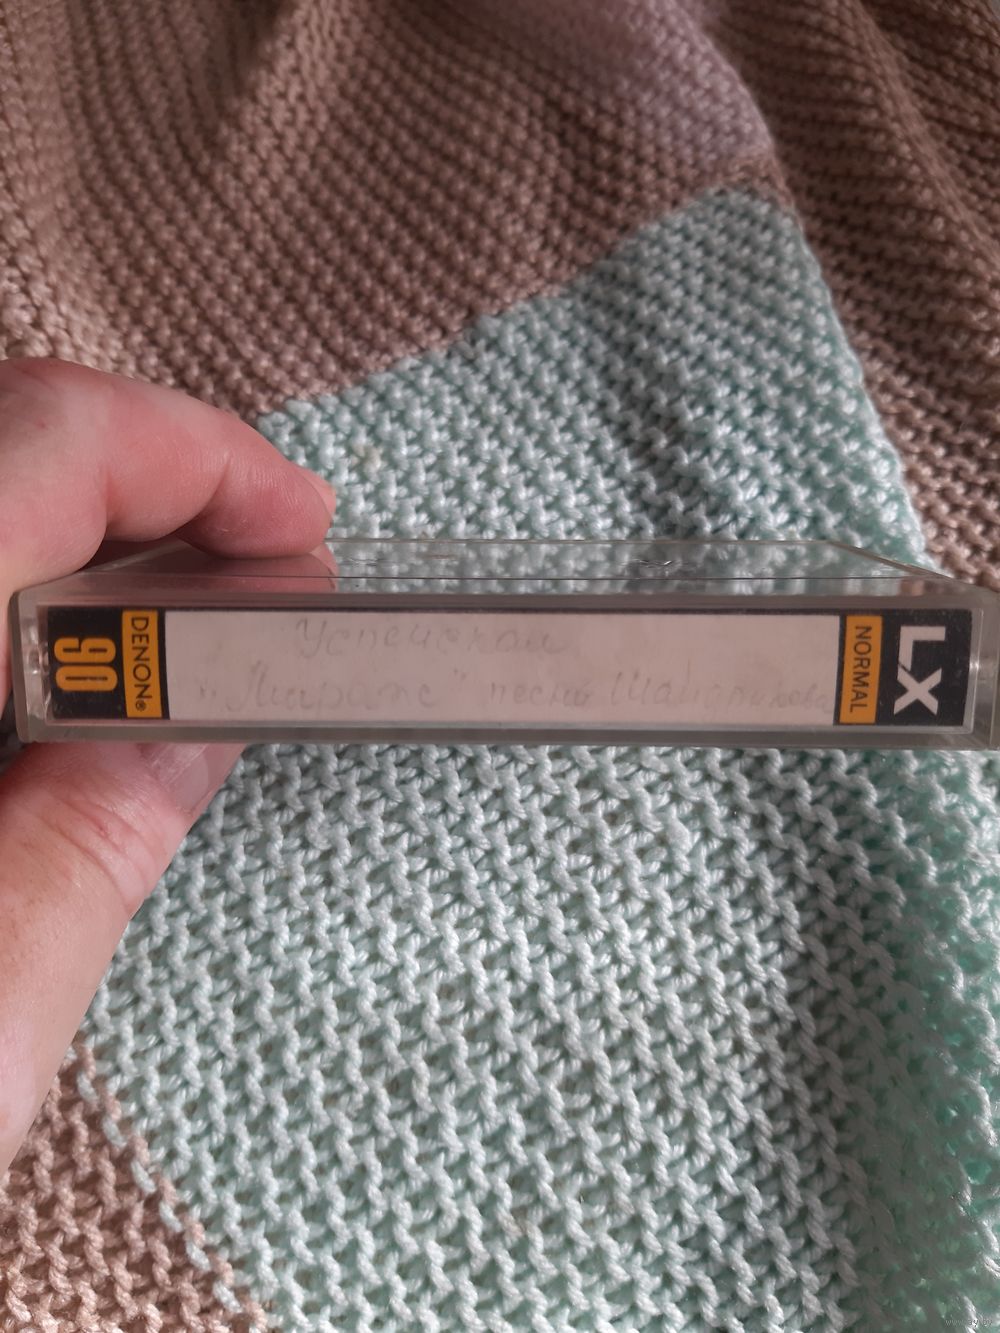 90
DENON®
Успенская
"Мираж" песни Шаганова
NORMAL
LX